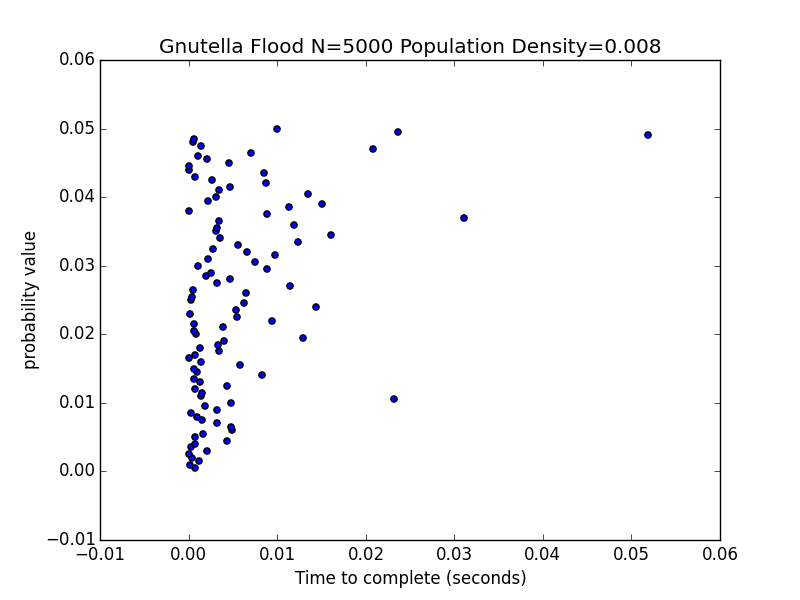 Gnutella Flood N=5000 Population Density=0.008
0.06
0.05
0.04
0.03
0.02
0.01
0.00
−0.01
probability value
−0.01 0.00 0.01 0.02 0.03 0.04 0.05 0.06
Time to complete (seconds)